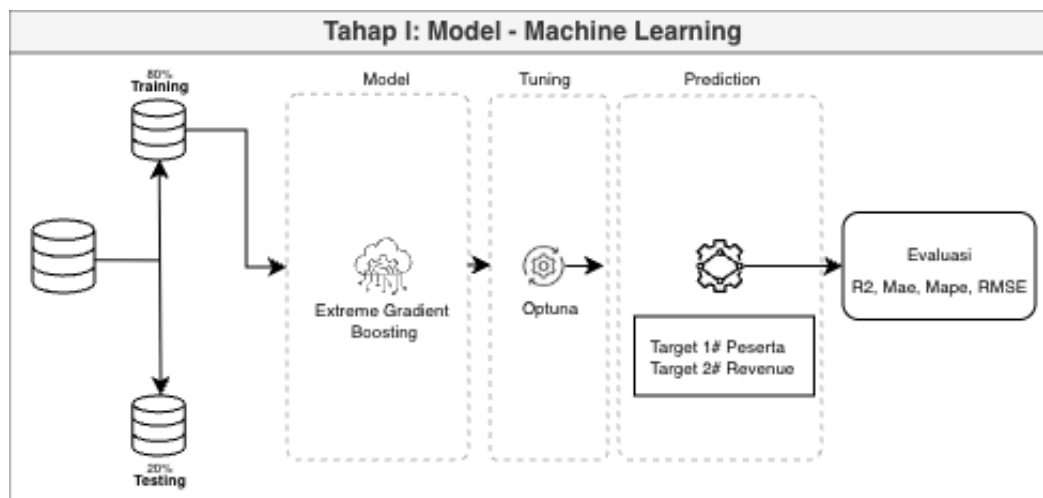 Tahap I: Model - Machine Learning
80%
Training
Model
Tuning
Prediction
Extreme Gradient
Boosting
Optuna
Evaluasi
R2, Mae, Mape, RMSE
Target 1# Peserta
Target 2# Revenue
20%
Testing